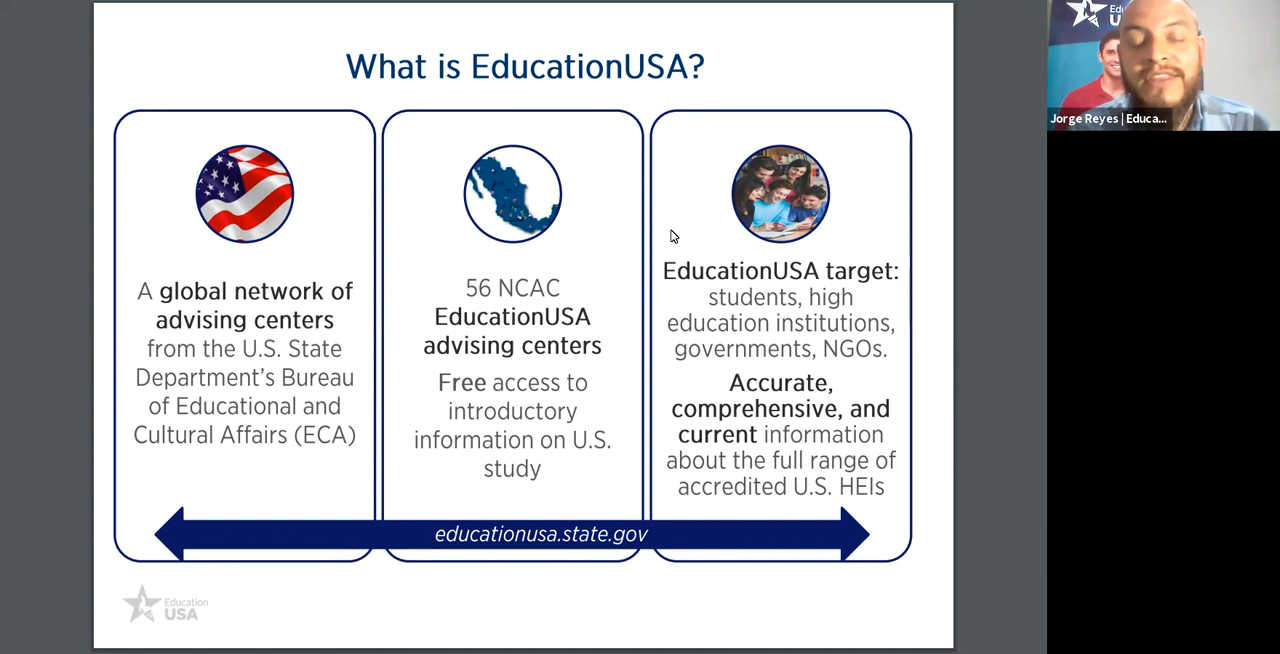 What is EducationUSA?
A global network of
advising centers
from the U.S. State
Department's Bureau
of Educational and
Cultural Affairs (ECA)
56 NCAC
EducationUSA
advising centers
Free access to
introductory
information on U.S.
study
EducationUSA target:
students, high
education institutions,
governments, NGOs.
Accurate,
comprehensive, and
current information
about the full range of
accredited U.S. HEIs
educationusa.state.gov
Education
USA
Edu
U
Jorge Reyes | Educa...